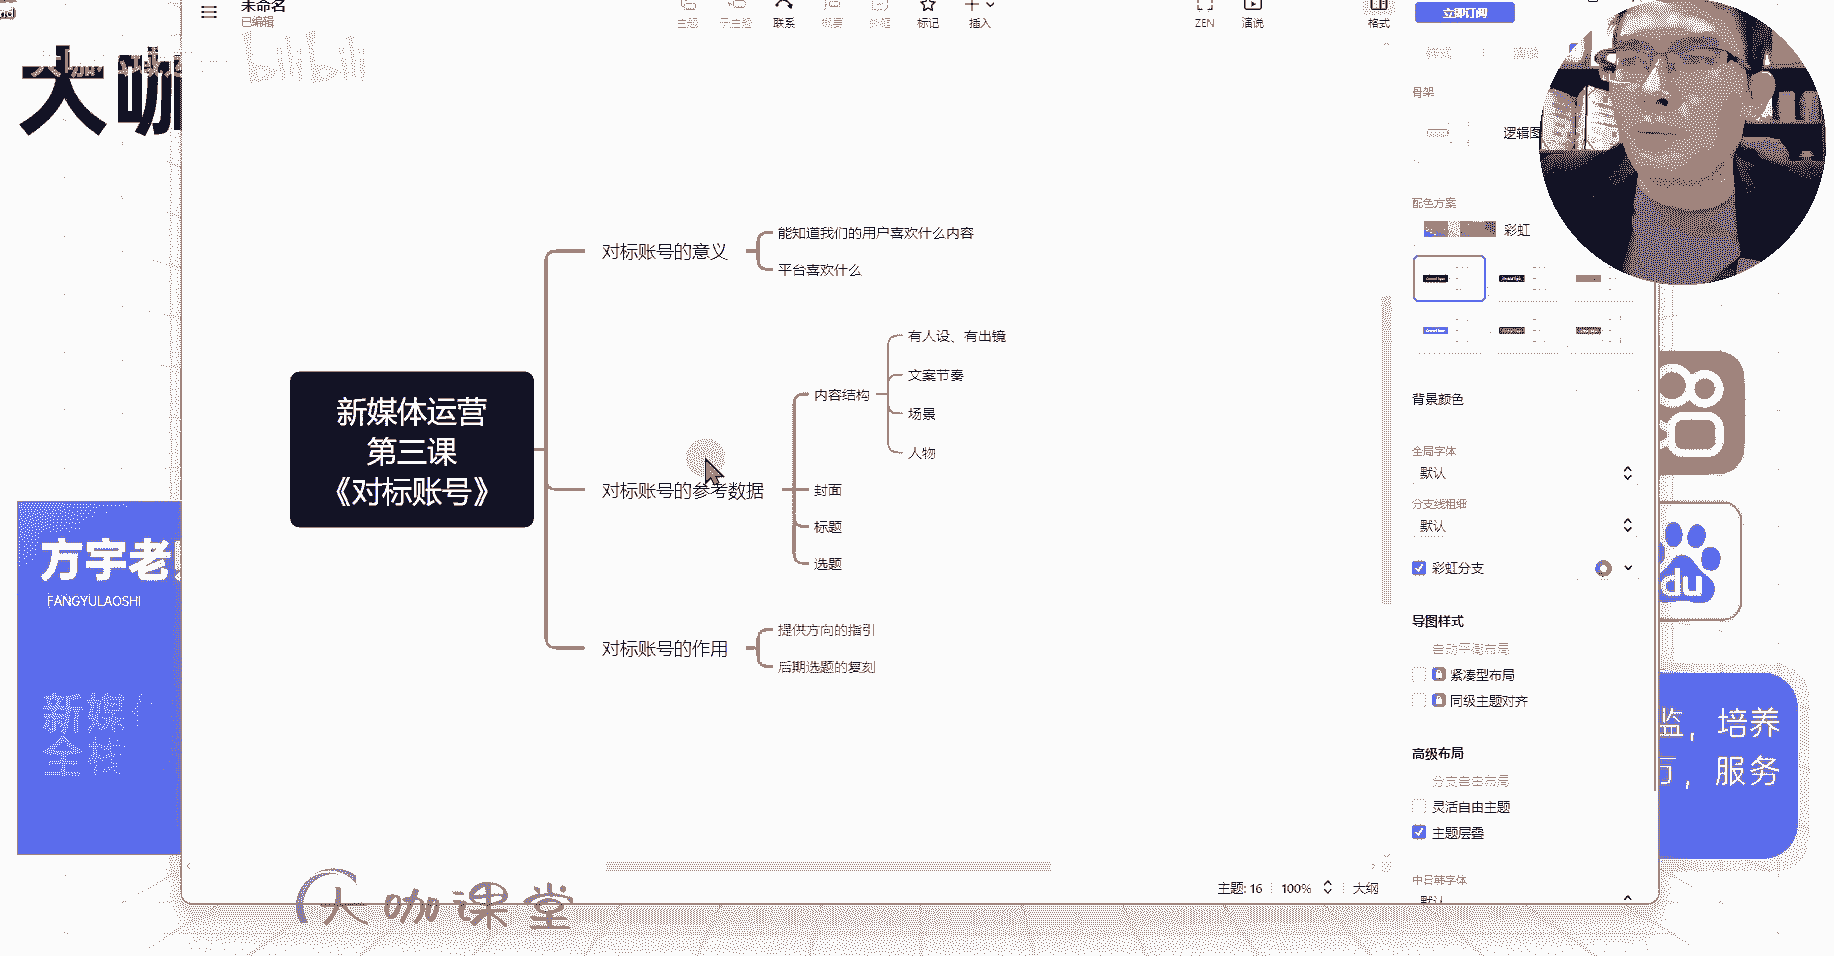 未命名
已编辑
主题
子主题
联系
概要
外框
标记
插入
ZEN
演说
格式
立即订阅
bilibili
大咖
样式
演说
骨架
逻辑图
配色方案
彩虹
背景颜色
全局字体
默认
分支线粗细
默认
彩虹分支
导图样式
自动平衡布局
紧凑型布局
同级主题对齐
高级布局
分支自由布局
灵活自由主题
主题层叠
中日韩字体
默认
新媒体运营
第三课
《对标账号》
对标账号的意义
能知道我们的用户喜欢什么内容
平台喜欢什么
对标账号的参考数据
内容结构
有人设、有出镜
文案节奏
场景
人物
封面
标题
选题
对标账号的作用
提供方向的指引
后期选题的复刻
方宇老
FANGYULAOSHI
新媒
全栈
du
监，培养
万，服务
主题: 16
100%
大纲
大咖课堂